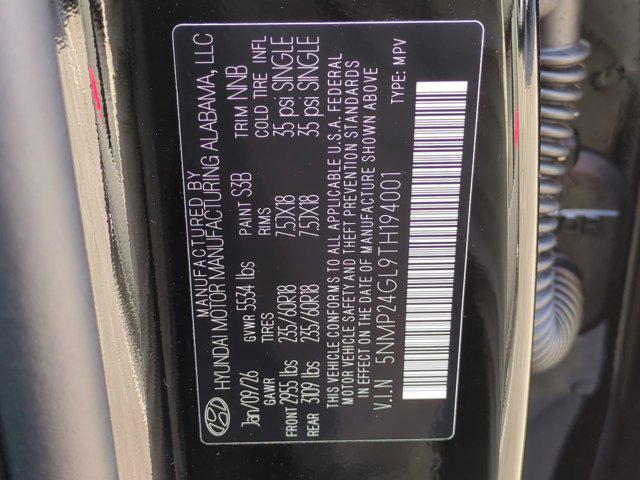 MANUFACTURED BY
HYUNDAI MOTOR MANUFACTURING ALABAMA, LLC
Jan/09/26 GVWR 5534 lbs PAINT S3B TRIM NNB
GAWR TIRES RIMS COLD TIRE INFL
FRONT 2955 lbs 235/60R18 7.5JX18 35 psi SINGLE
REAR 3109 lbs 235/60R18 7.5JX18 35 psi SINGLE
THIS VEHICLE CONFORMS TO ALL APPLICABLE U.S.A. FEDERAL
MOTOR VEHICLE SAFETY AND THEFT PREVENTION STANDARDS
IN EFFECT ON THE DATE OF MANUFACTURE SHOWN ABOVE
V.I.N 5NMP24GL9TH194001 TYPE: MPV